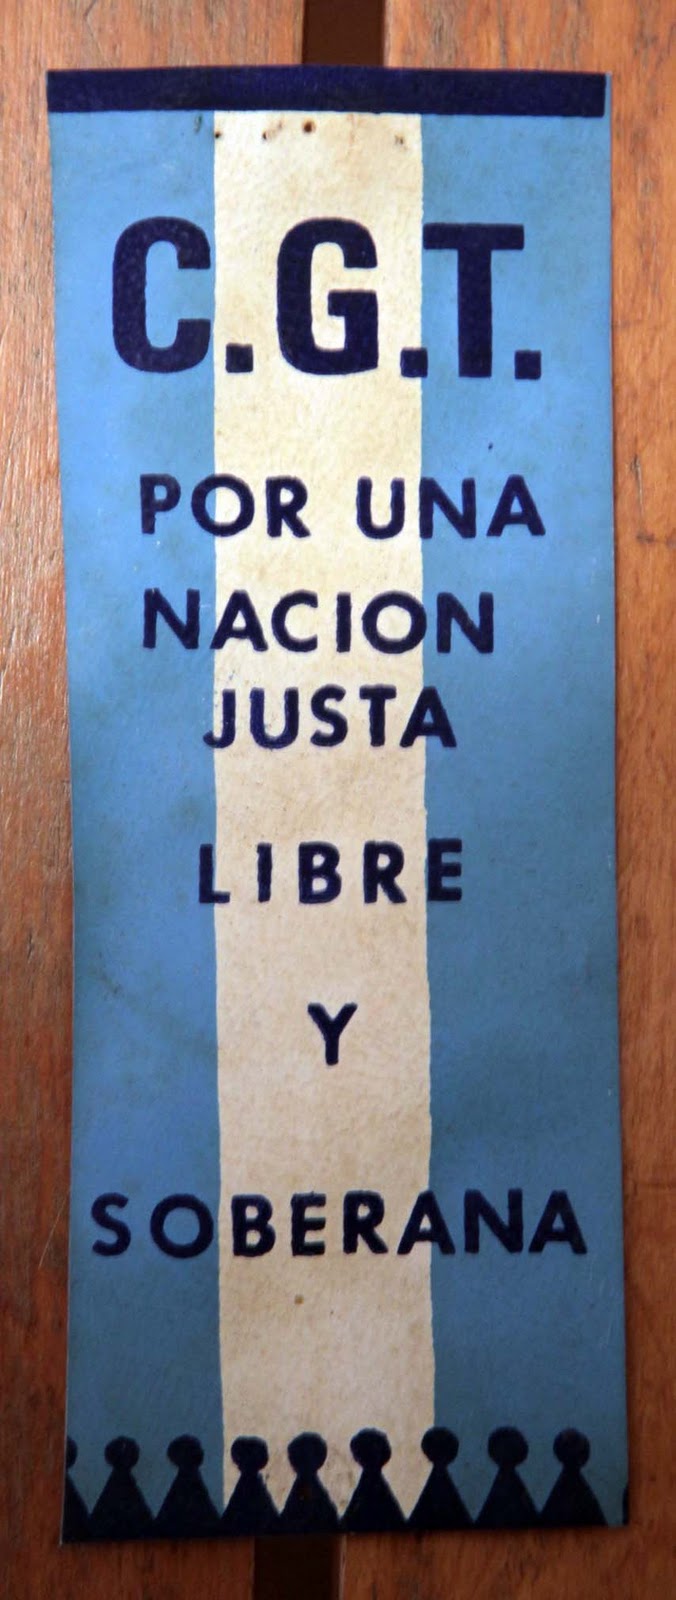 C.G.T.
POR UNA
NACION
JUSTA
LIBRE
Y
SOBERANA